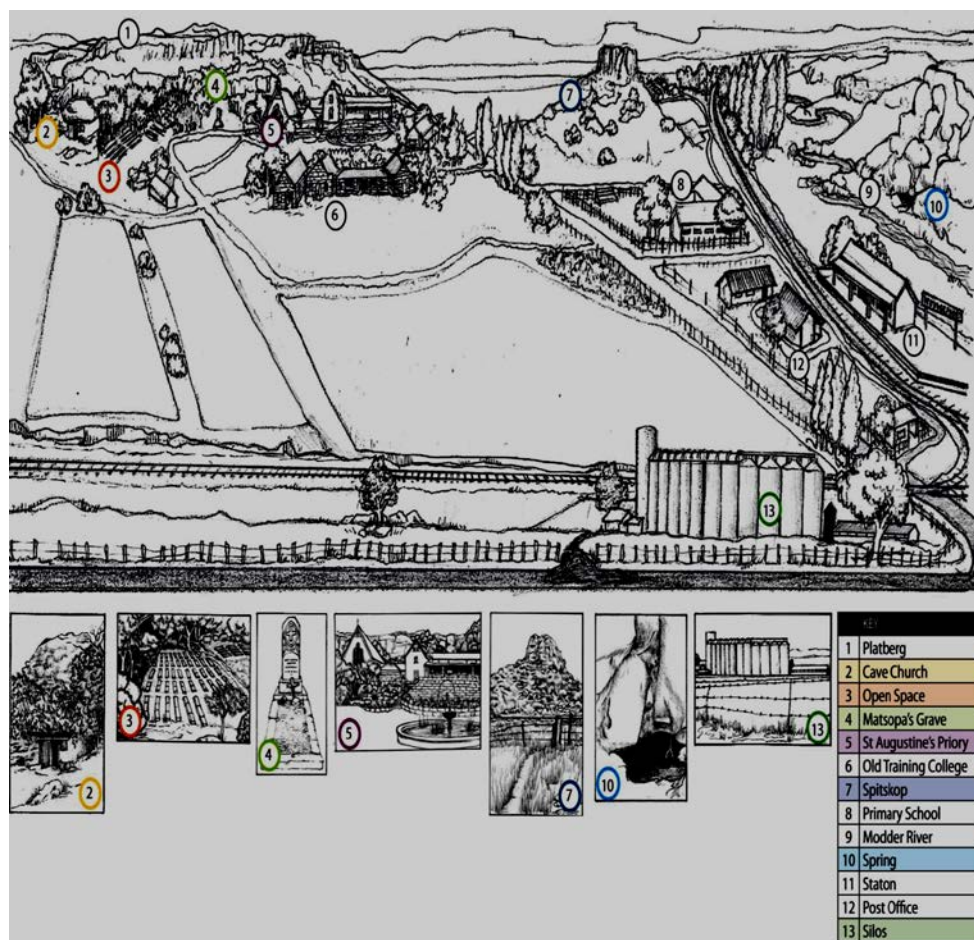 1
4
7
2
5
8
9
10
3
6
11
12
13
2
3
4
5
7
10
13
1 Platberg
2 Cave Church
3 Open Space
4 Matsopa's Grave
5 St Augustine's Priory
6 Old Training College
7 Spitskop
8 Primary School
9 Modder River
10 Spring
11 Staton
12 Post Office
13 Silos